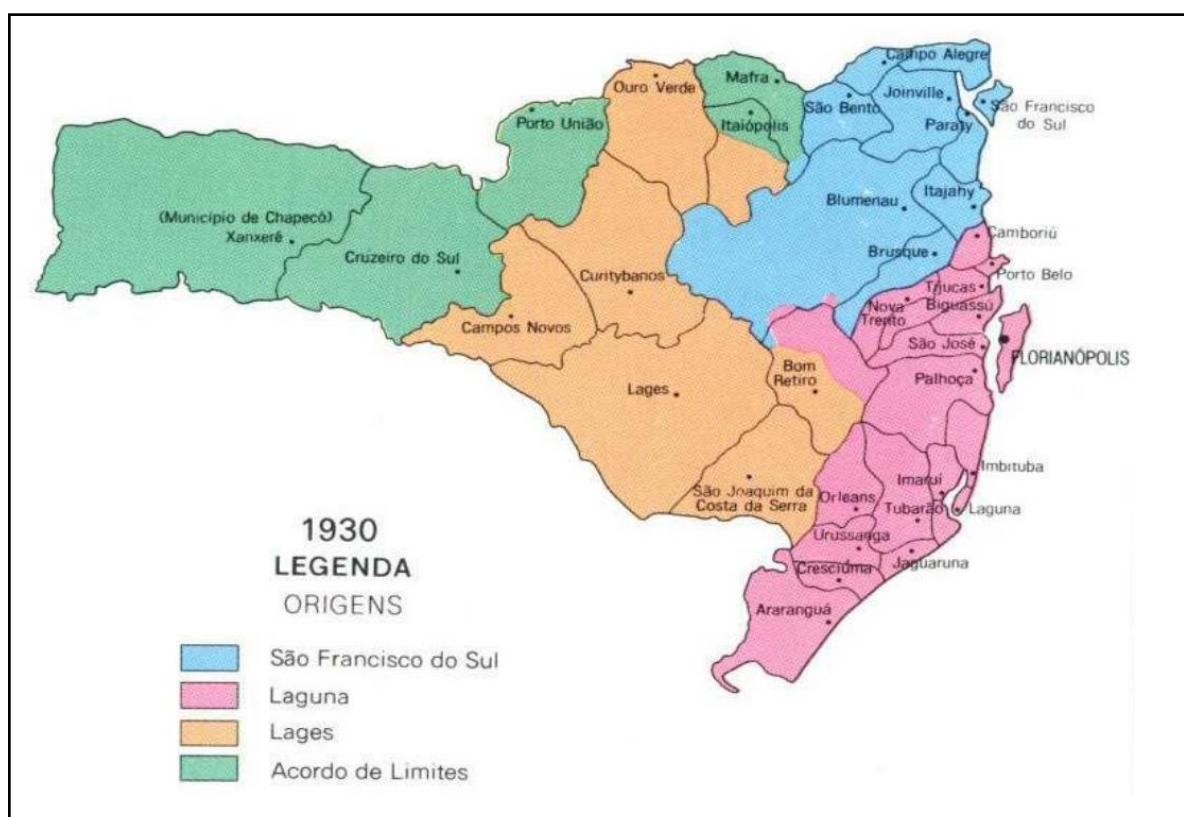 Campo Alegre
Ouro Verde
Mafra
Joinville
São Bento
São Francisco
do Sul
Porto União
Itaiópolis
Paraty
Itajahy
Blumenau
(Município de Chapecó)
Xanxerê
Camboriú
Brusque
Cruzeiro do Sul
Porto Belo
Curitybanos
Tijucas
Nova
Trento
Biguassú
Campos Novos
São José
FLORIANÓPOLIS
Bom
Retiro
Palhoça
Lages
Imbituba
Imaruí
São Joaquim da
Costa da Serra
Orleans
Tubarão
Laguna
Urussanga
Jaguaruna
Cresciúma
Araranguá
1930
LEGENDA
ORIGENS
São Francisco do Sul
Laguna
Lages
Acordo de Limites